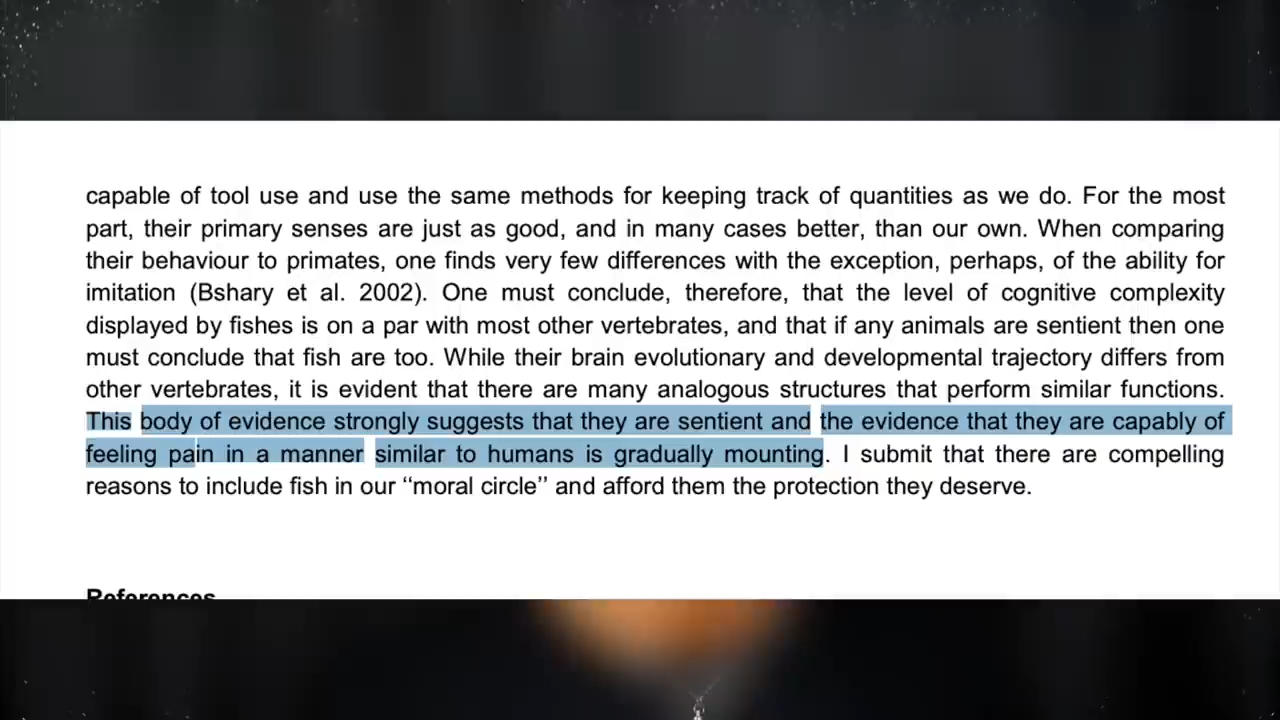 capable of tool use and use the same methods for keeping track of quantities as we do. For the most
part, their primary senses are just as good, and in many cases better, than our own. When comparing
their behaviour to primates, one finds very few differences with the exception, perhaps, of the ability for
imitation (Bshary et al. 2002). One must conclude, therefore, that the level of cognitive complexity
displayed by fishes is on a par with most other vertebrates, and that if any animals are sentient then one
must conclude that fish are too. While their brain evolutionary and developmental trajectory differs from
other vertebrates, it is evident that there are many analogous structures that perform similar functions.
This body of evidence strongly suggests that they are sentient and the evidence that they are capably of
feeling pain in a manner similar to humans is gradually mounting. I submit that there are compelling
reasons to include fish in our ‘‘moral circle’’ and afford them the protection they deserve.
References